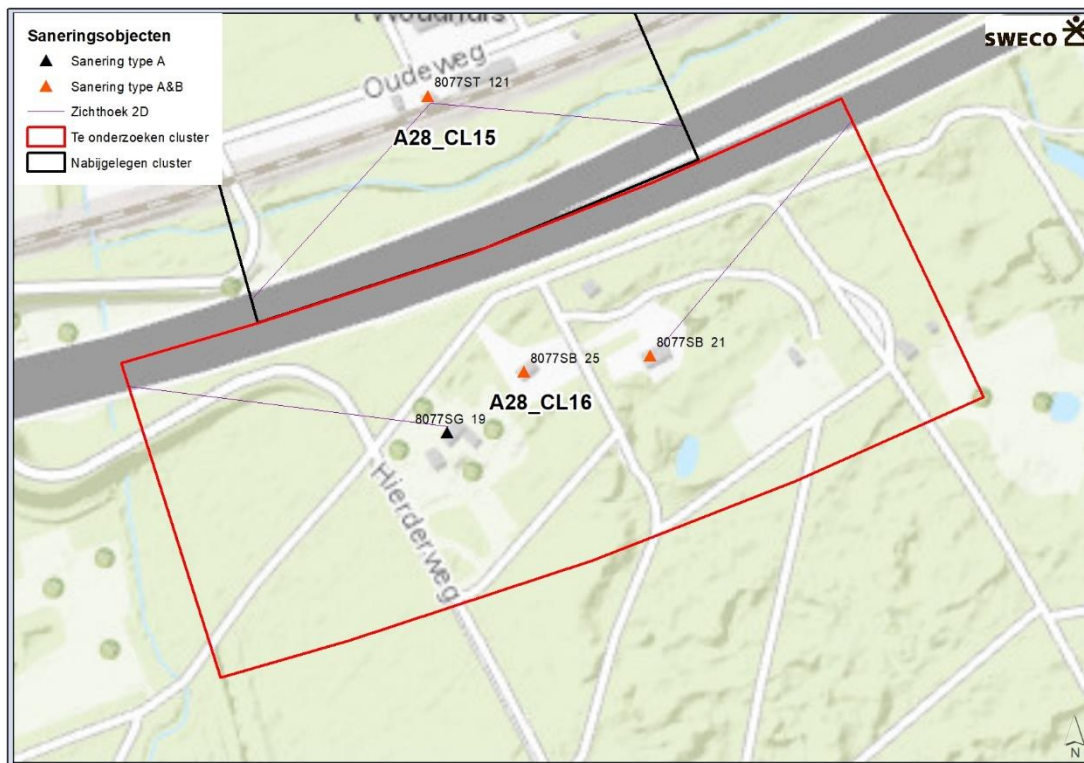 Saneringsobjecten
Sanering type A
Sanering type A&B
Zichthoek 2D
Te onderzoeken cluster
Nabijgelegen cluster
SWECO
Oudeweg
8077ST 121
A28_CL15
8077SB 21
8077SB 25
A28_CL16
8077SG 19
Hierderweg
N